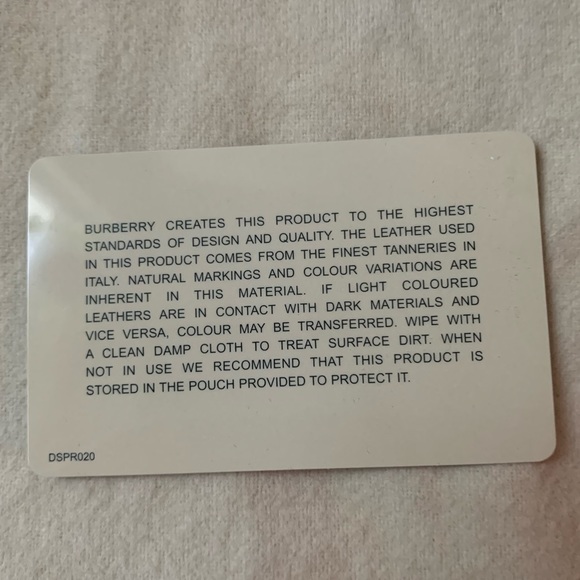 BURBERRY CREATES THIS PRODUCT TO THE HIGHEST
STANDARDS OF DESIGN AND QUALITY. THE LEATHER USED
IN THIS PRODUCT COMES FROM THE FINEST TANNERIES IN
ITALY. NATURAL MARKINGS AND COLOUR VARIATIONS ARE
INHERENT IN THIS MATERIAL. IF LIGHT COLOURED
LEATHERS ARE IN CONTACT WITH DARK MATERIALS AND
VICE VERSA, COLOUR MAY BE TRANSFERRED. WIPE WITH
A CLEAN DAMP CLOTH TO TREAT SURFACE DIRT. WHEN
NOT IN USE WE RECOMMEND THAT THIS PRODUCT IS
STORED IN THE POUCH PROVIDED TO PROTECT IT.
DSPR020